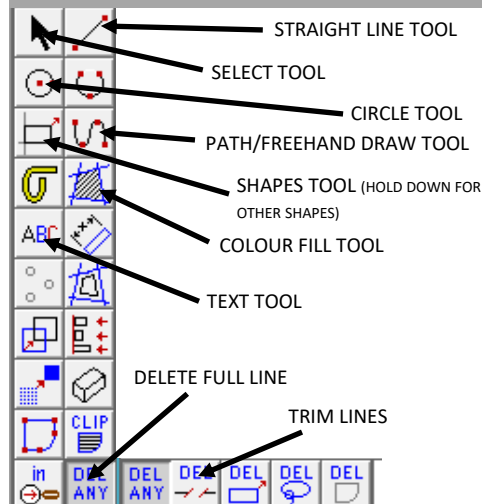 STRAIGHT LINE TOOL
SELECT TOOL
CIRCLE TOOL
PATH/FREEHAND DRAW TOOL
SHAPES TOOL (HOLD DOWN FOR
OTHER SHAPES)
COLOUR FILL TOOL
ABC
TEXT TOOL
DELETE FULL LINE
CLIP
TRIM LINES
in DEL DEL DEL DEL DEL DEL
ANY ANY